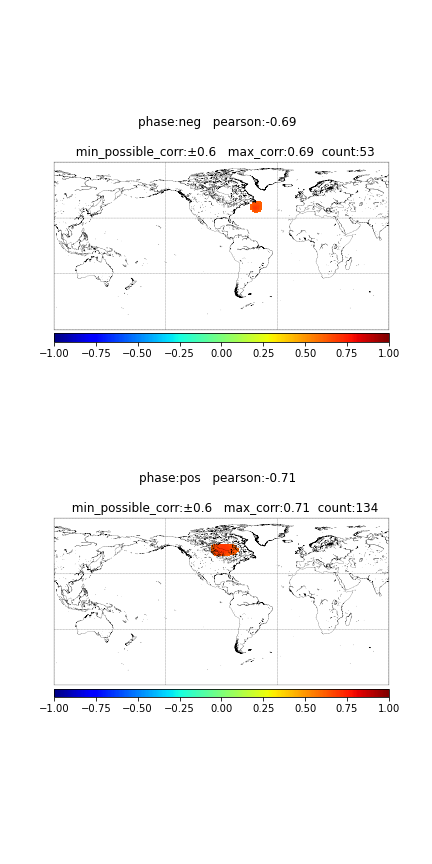 phase:neg   pearson:-0.69
min_possible_corr:±0.6   max_corr:0.69  count:53
−1.00 −0.75 −0.50 −0.25 0.00 0.25 0.50 0.75 1.00
phase:pos   pearson:-0.71
min_possible_corr:±0.6   max_corr:0.71  count:134
−1.00 −0.75 −0.50 −0.25 0.00 0.25 0.50 0.75 1.00